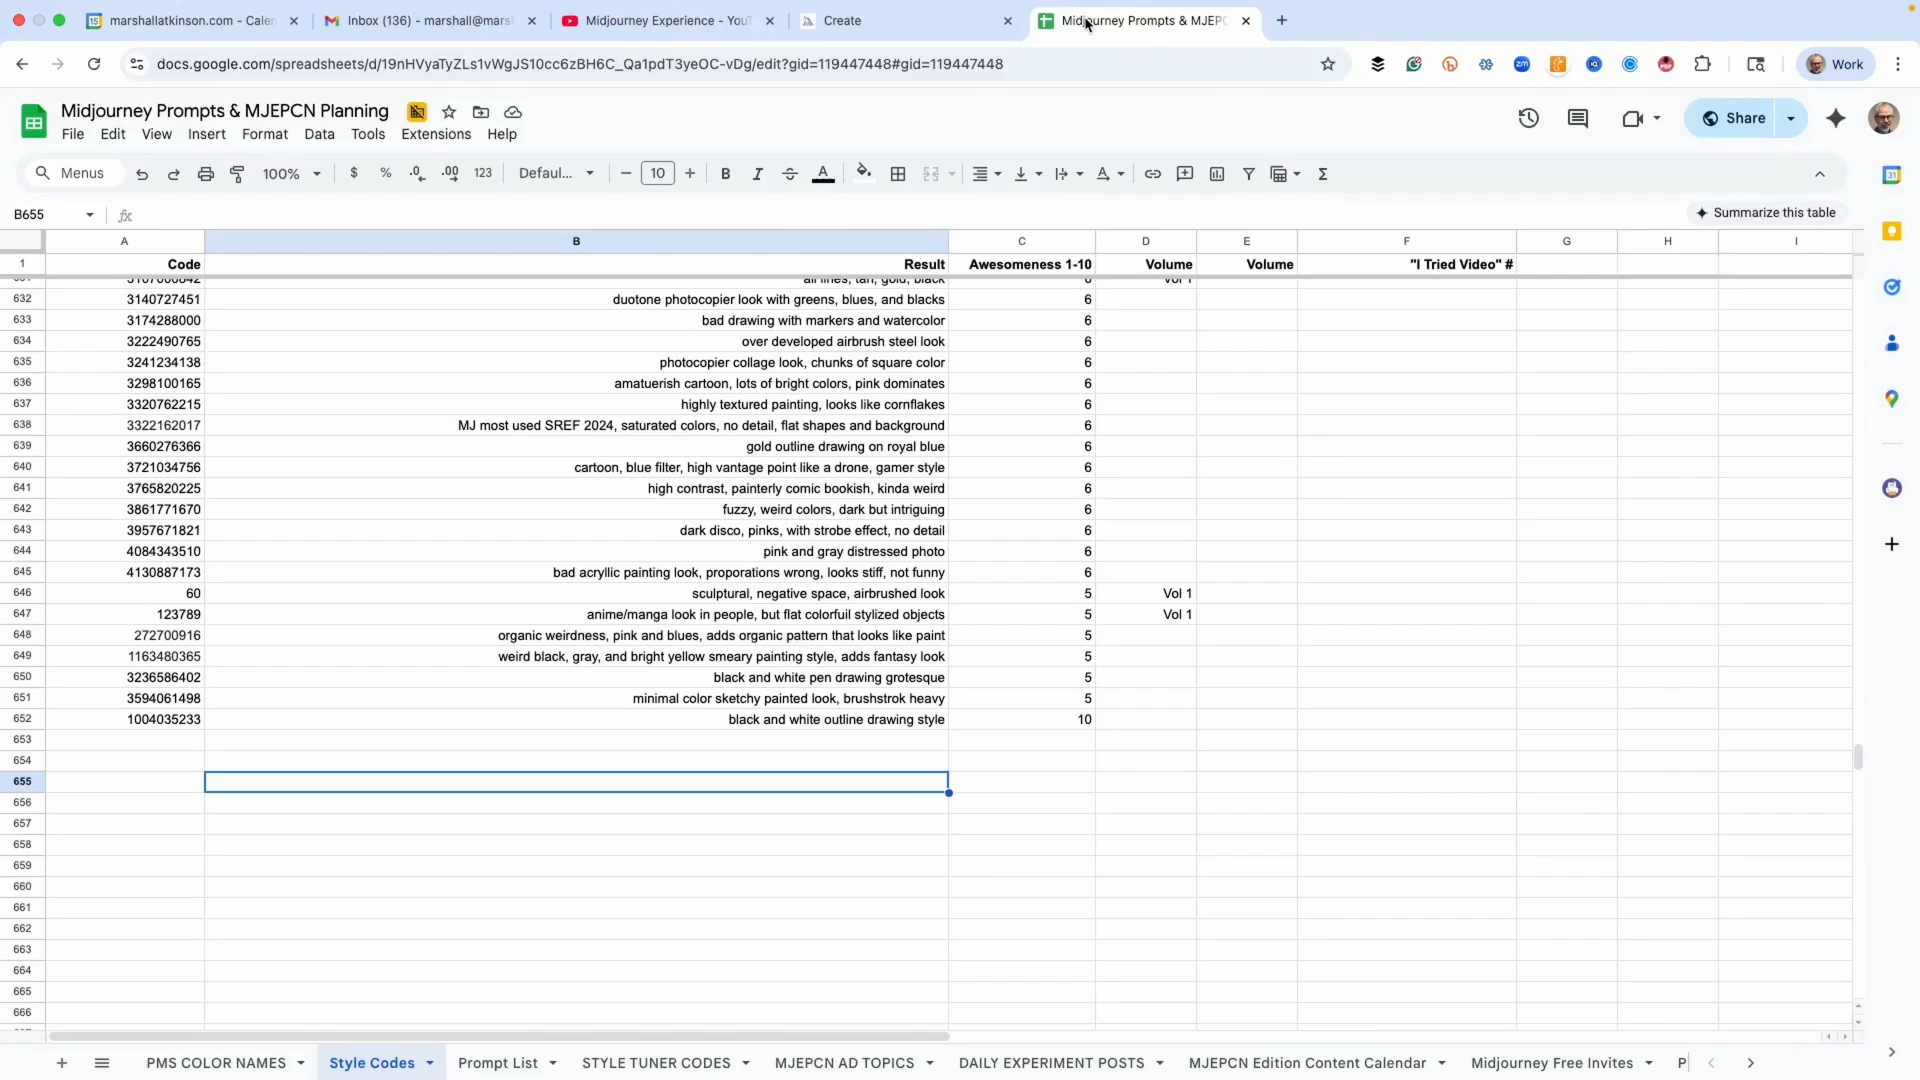 marshallatkinson.com - Calen
Inbox (136) - marshall@mars
Midjourney Experience - YouT
Create
Midjourney Prompts & MJEPC
docs.google.com/spreadsheets/d/19nHVyaTyZLs1vWgJS10cc6zBH6C_Qa1pdT3yeOC-vDg/edit?gid=119447448#gid=119447448
Work
Midjourney Prompts & MJEPCN Planning
File Edit View Insert Format Data Tools Extensions Help
Share
Menus 100% $ % .0 .00 123 Defaul... 10 B I A
B655
Summarize this table
A B C D E F G H I
1 Code Result Awesomeness 1-10 Volume Volume "I Tried Video" #
all lines, tan, gold, black 6 Vol 1
632 3140727451 duotone photocopier look with greens, blues, and blacks 6
633 3174288000 bad drawing with markers and watercolor 6
634 3222490765 over developed airbrush steel look 6
635 3241234138 photocopier collage look, chunks of square color 6
636 3298100165 amatuerish cartoon, lots of bright colors, pink dominates 6
637 3320762215 highly textured painting, looks like cornflakes 6
638 3322162017 MJ most used SREF 2024, saturated colors, no detail, flat shapes and background 6
639 3660276366 gold outline drawing on royal blue 6
640 3721034756 cartoon, blue filter, high vantage point like a drone, gamer style 6
641 3765820225 high contrast, painterly comic bookish, kinda weird 6
642 3861771670 fuzzy, weird colors, dark but intriguing 6
643 3957671821 dark disco, pinks, with strobe effect, no detail 6
644 4084343510 pink and gray distressed photo 6
645 4130887173 bad acryllic painting look, proporations wrong, looks stiff, not funny 6
646 60 sculptural, negative space, airbrushed look 5 Vol 1
647 123789 anime/manga look in people, but flat colorfuil stylized objects 5 Vol 1
648 272700916 organic weirdness, pink and blues, adds organic pattern that looks like paint 5
649 1163480365 weird black, gray, and bright yellow smeary painting style, adds fantasy look 5
650 3236586402 black and white pen drawing grotesque 5
651 3594061498 minimal color sketchy painted look, brushstrok heavy 5
652 1004035233 black and white outline drawing style 10
653
654
655
656
657
658
659
660
661
662
663
664
665
666
PMS COLOR NAMES Style Codes Prompt List STYLE TUNER CODES MJEPCN AD TOPICS DAILY EXPERIMENT POSTS MJEPCN Edition Content Calendar Midjourney Free Invites P